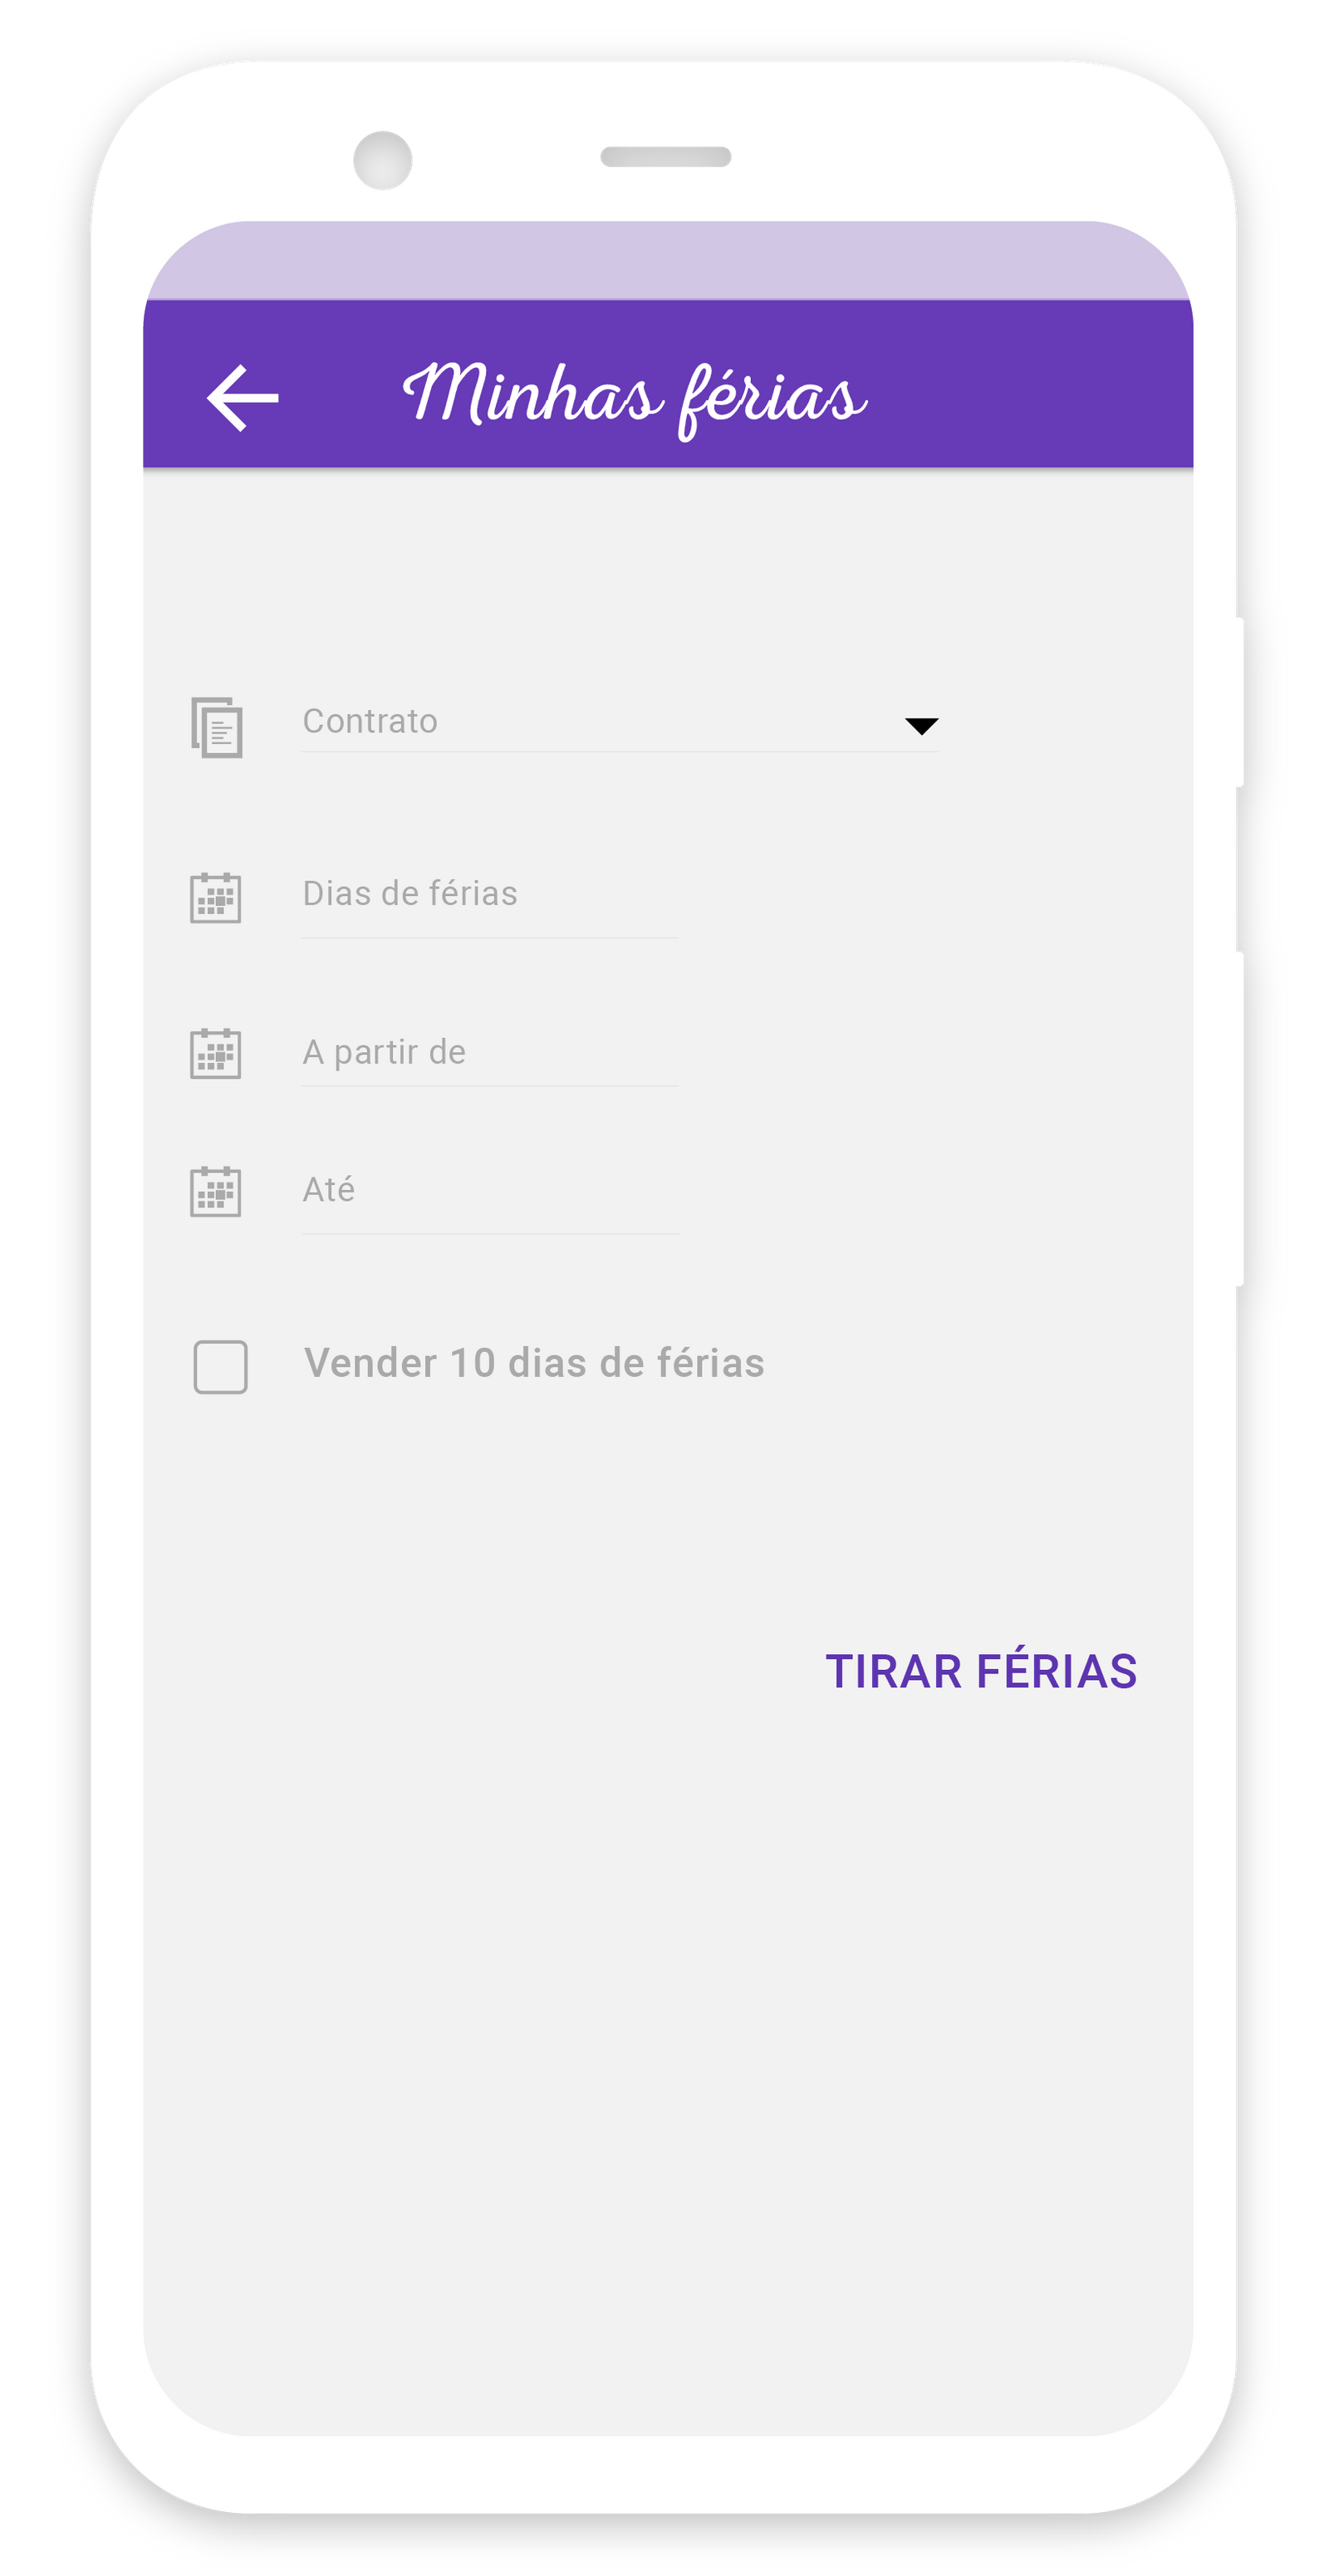 Minhas férias
Contrato
Dias de férias
A partir de
Até
Vender 10 dias de férias
TIRAR FÉRIAS